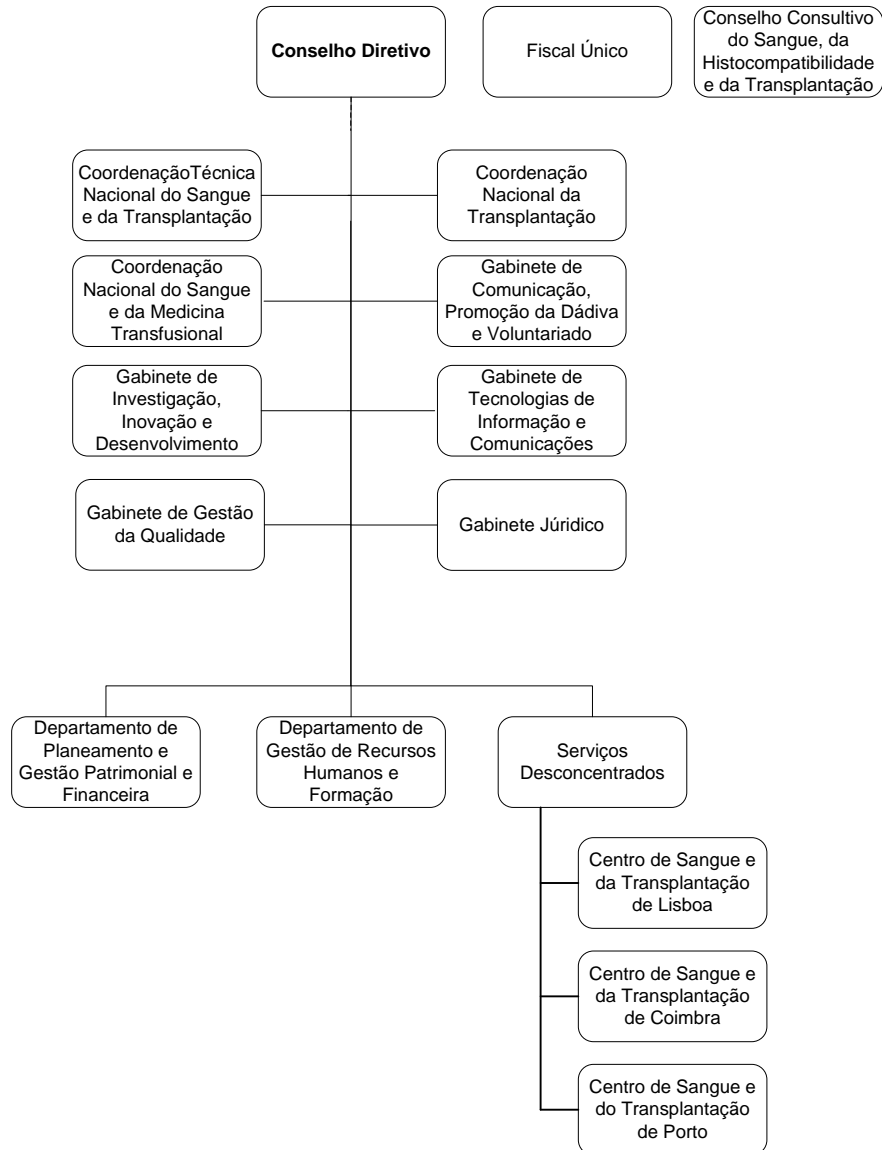 Conselho Diretivo
Fiscal Único
Conselho Consultivo
do Sangue, da
Histocompatibilidade
e da Transplantação
CoordenaçãoTécnica
Nacional do Sangue
e da Transplantação
Coordenação
Nacional da
Transplantação
Coordenação
Nacional do Sangue
e da Medicina
Transfusional
Gabinete de
Comunicação,
Promoção da Dádiva
e Voluntariado
Gabinete de
Investigação,
Inovação e
Desenvolvimento
Gabinete de
Tecnologias de
Informação e
Comunicações
Gabinete de Gestão
da Qualidade
Gabinete Júridico
Departamento de
Planeamento e
Gestão Patrimonial e
Financeira
Departamento de
Gestão de Recursos
Humanos e
Formação
Serviços
Desconcentrados
Centro de Sangue e
da Transplantação
de Lisboa
Centro de Sangue e
da Transplantação
de Coimbra
Centro de Sangue e
do Transplantação
de Porto